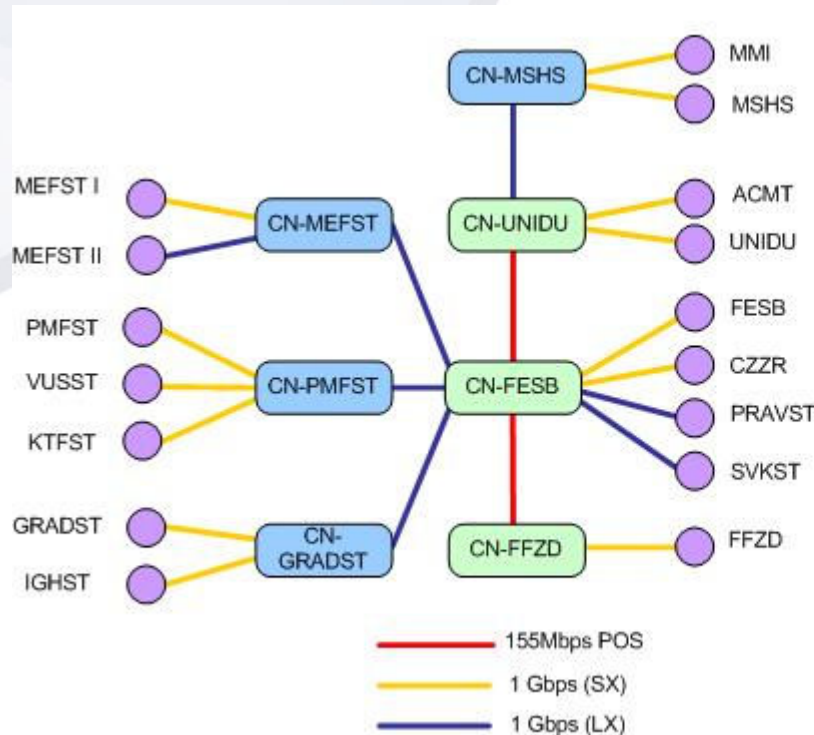 CN-MSHS
MMI
MSHS
MEFST I
MEFST II
CN-MEFST
CN-UNIDU
ACMT
UNIDU
PMFST
VUSST
KTFST
CN-PMFST
CN-FESB
FESB
CZZR
PRAVST
SVKST
GRADST
IGHST
CN-
GRADST
CN-FFZD
FFZD
155Mbps POS
1 Gbps (SX)
1 Gbps (LX)